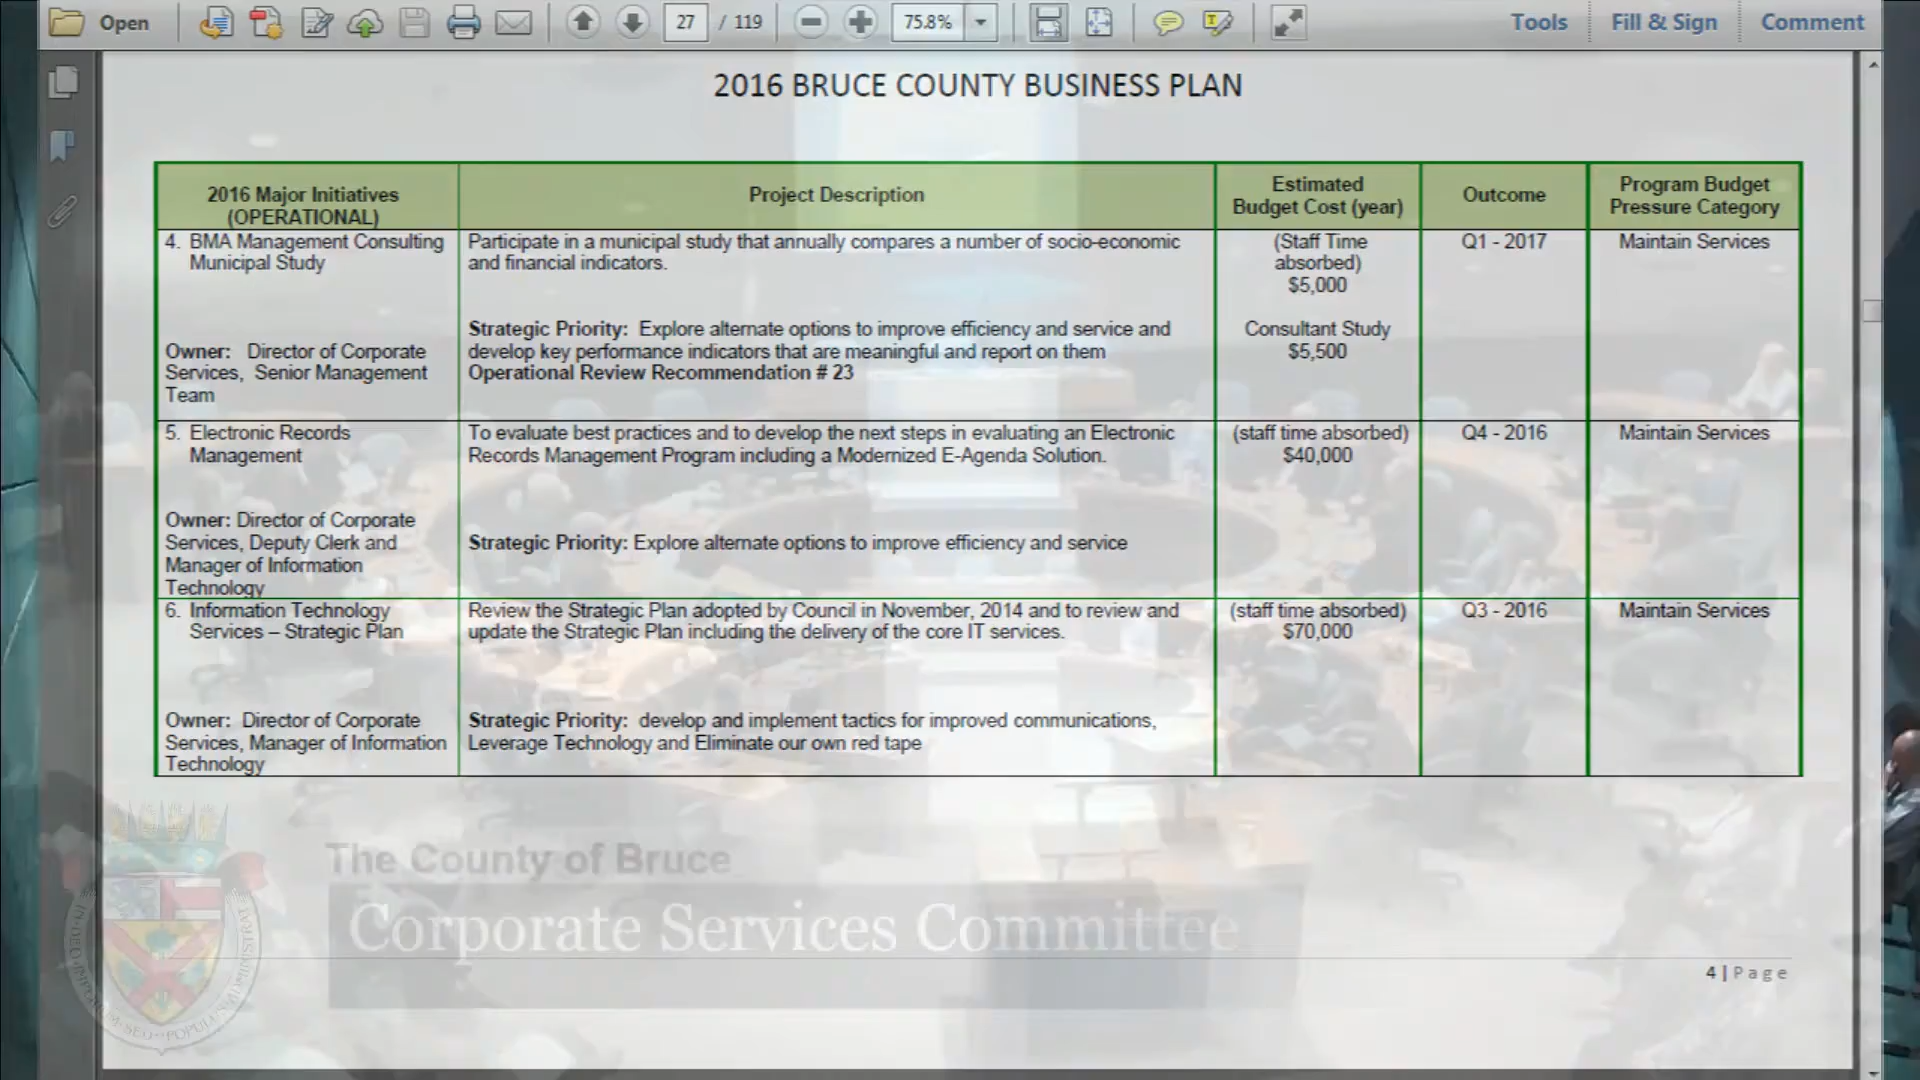 Open
27 / 119
75.8%
Tools
Fill & Sign
Comment
2016 BRUCE COUNTY BUSINESS PLAN
2016 Major Initiatives
(OPERATIONAL)
Project Description
Estimated
Budget Cost (year)
Outcome
Program Budget
Pressure Category
4. BMA Management Consulting
Municipal Study
Owner: Director of Corporate
Services, Senior Management
Team
Participate in a municipal study that annually compares a number of socio-economic
and financial indicators.
Strategic Priority: Explore alternate options to improve efficiency and service and
develop key performance indicators that are meaningful and report on them
Operational Review Recommendation # 23
(Staff Time
absorbed)
$5,000
Consultant Study
$5,500
Q1 - 2017
Maintain Services
5. Electronic Records
Management
Owner: Director of Corporate
Services, Deputy Clerk and
Manager of Information
Technology
To evaluate best practices and to develop the next steps in evaluating an Electronic
Records Management Program including a Modernized E-Agenda Solution.
Strategic Priority: Explore alternate options to improve efficiency and service
(staff time absorbed)
$40,000
Q4 - 2016
Maintain Services
6. Information Technology
Services – Strategic Plan
Owner: Director of Corporate
Services, Manager of Information
Technology
Review the Strategic Plan adopted by Council in November, 2014 and to review and
update the Strategic Plan including the delivery of the core IT services.
Strategic Priority: develop and implement tactics for improved communications,
Leverage Technology and Eliminate our own red tape
(staff time absorbed)
$70,000
Q3 - 2016
Maintain Services
The County of Bruce
Corporate Services Committee
4 | Page